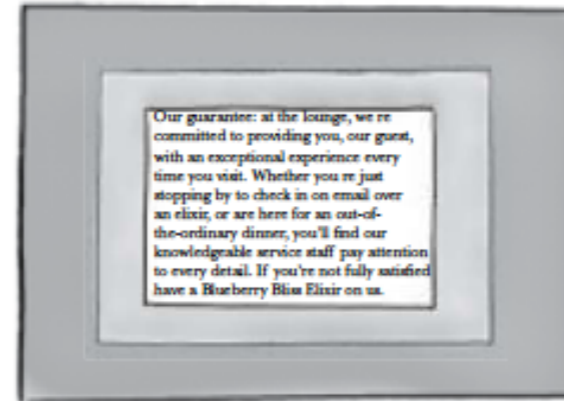 Our guarantee: at the lounge, we re
committed to providing you, our guest,
with an exceptional experience every
time you visit. Whether you re just
stopping by to check in on email over
an elixir, or are here for an out-of-
the-ordinary dinner, you'll find our
knowledgeable service staff pay attention
to every detail. If you're not fully satisfied
have a Blueberry Bliss Elixir on us.